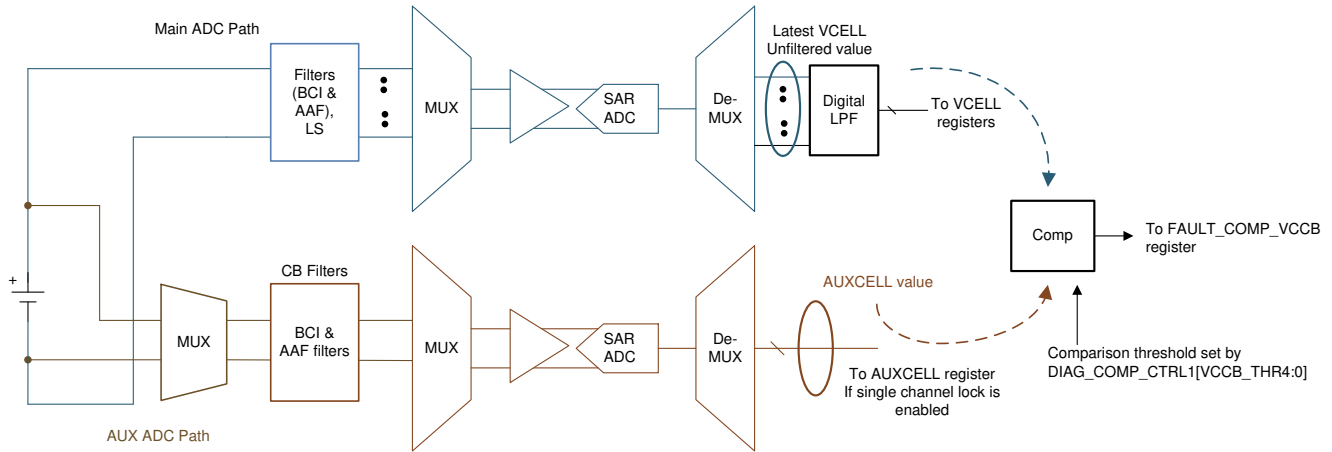 Main ADC Path
Filters
(BCI &
AAF),
LS
MUX
SAR
ADC
De-
MUX
Latest VCELL
Unfiltered value
Digital
LPF
To VCELL
registers
Comp
To FAULT_COMP_VCCB
register
Comparison threshold set by
DIAG_COMP_CTRL1[VCCB_THR4:0]
+
MUX
CB Filters
BCI &
AAF filters
MUX
SAR
ADC
De-
MUX
AUXCELL value
To AUXCELL register
If single channel lock is
enabled
AUX ADC Path